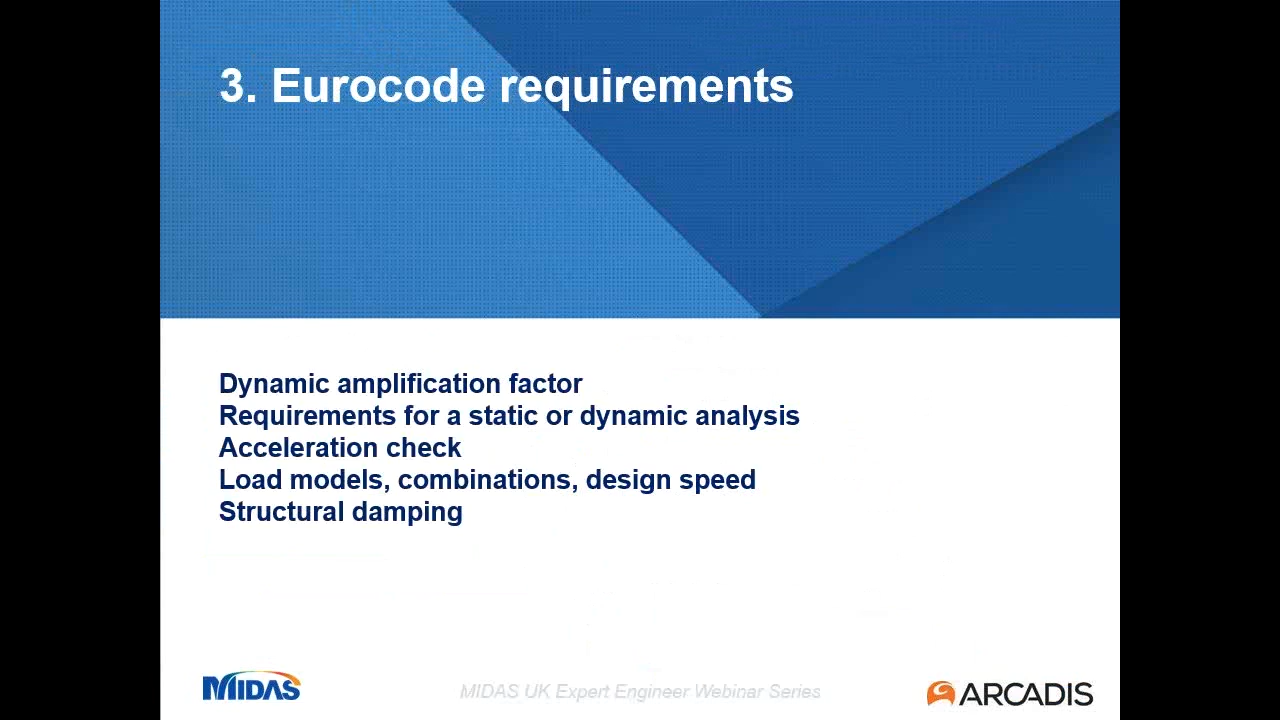 3. Eurocode requirements
Dynamic amplification factor
Requirements for a static or dynamic analysis
Acceleration check
Load models, combinations, design speed
Structural damping
MIDAS
MIDAS UK Expert Engineer Webinar Series
ARCADIS